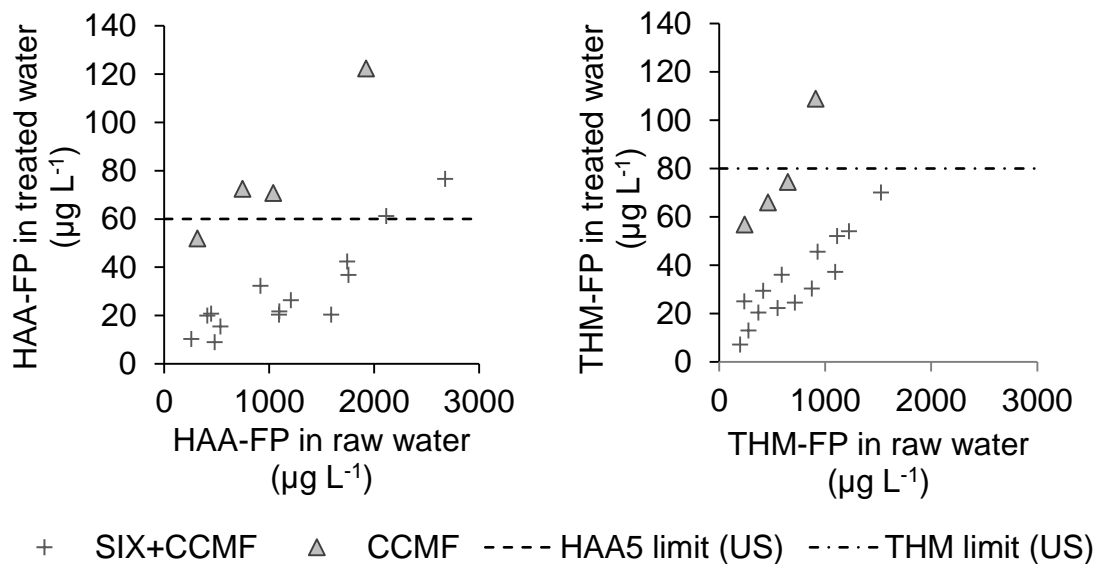 HAA-FP in treated water
(µg L-1)
140
120
100
80
60
40
20
0
0 1000 2000 3000
HAA-FP in raw water
(µg L-1)
THM-FP in treated water
(µg L-1)
140
120
100
80
60
40
20
0
0 1000 2000 3000
THM-FP in raw water
(µg L-1)
SIX+CCMF CCMF HAA5 limit (US) THM limit (US)